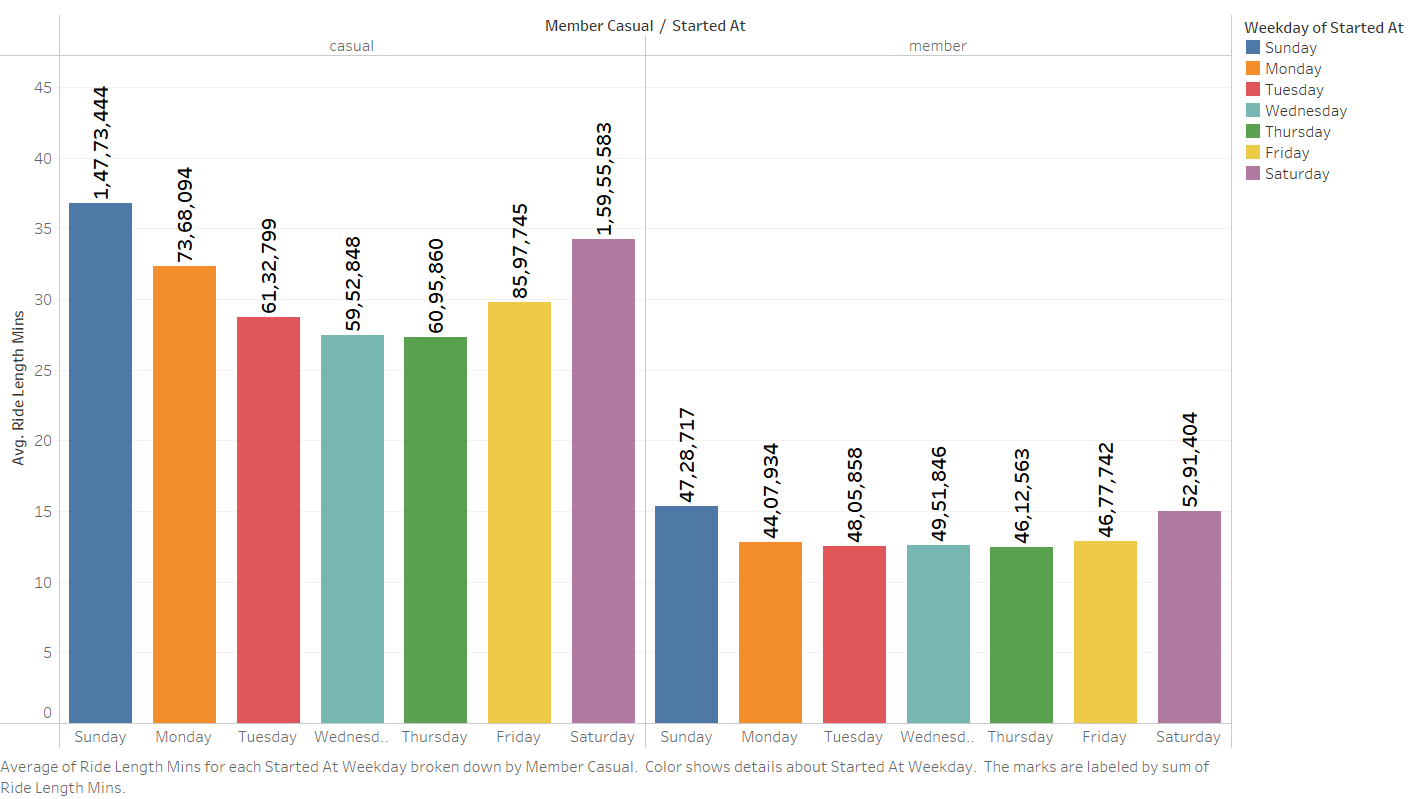 Member Casual / Started At
casual
member
45
40
35
30
25
20
15
10
5
0
Avg. Ride Length Mins
1,47,73,444
73,68,094
61,32,799
59,52,848
60,95,860
85,97,745
1,59,55,583
47,28,717
44,07,934
48,05,858
49,51,846
46,12,563
46,77,742
52,91,404
Sunday Monday Tuesday Wednesd.. Thursday Friday Saturday Sunday Monday Tuesday Wednesd.. Thursday Friday Saturday
Weekday of Started At
Sunday
Monday
Tuesday
Wednesday
Thursday
Friday
Saturday
Average of Ride Length Mins for each Started At Weekday broken down by Member Casual. Color shows details about Started At Weekday. The marks are labeled by sum of
Ride Length Mins.